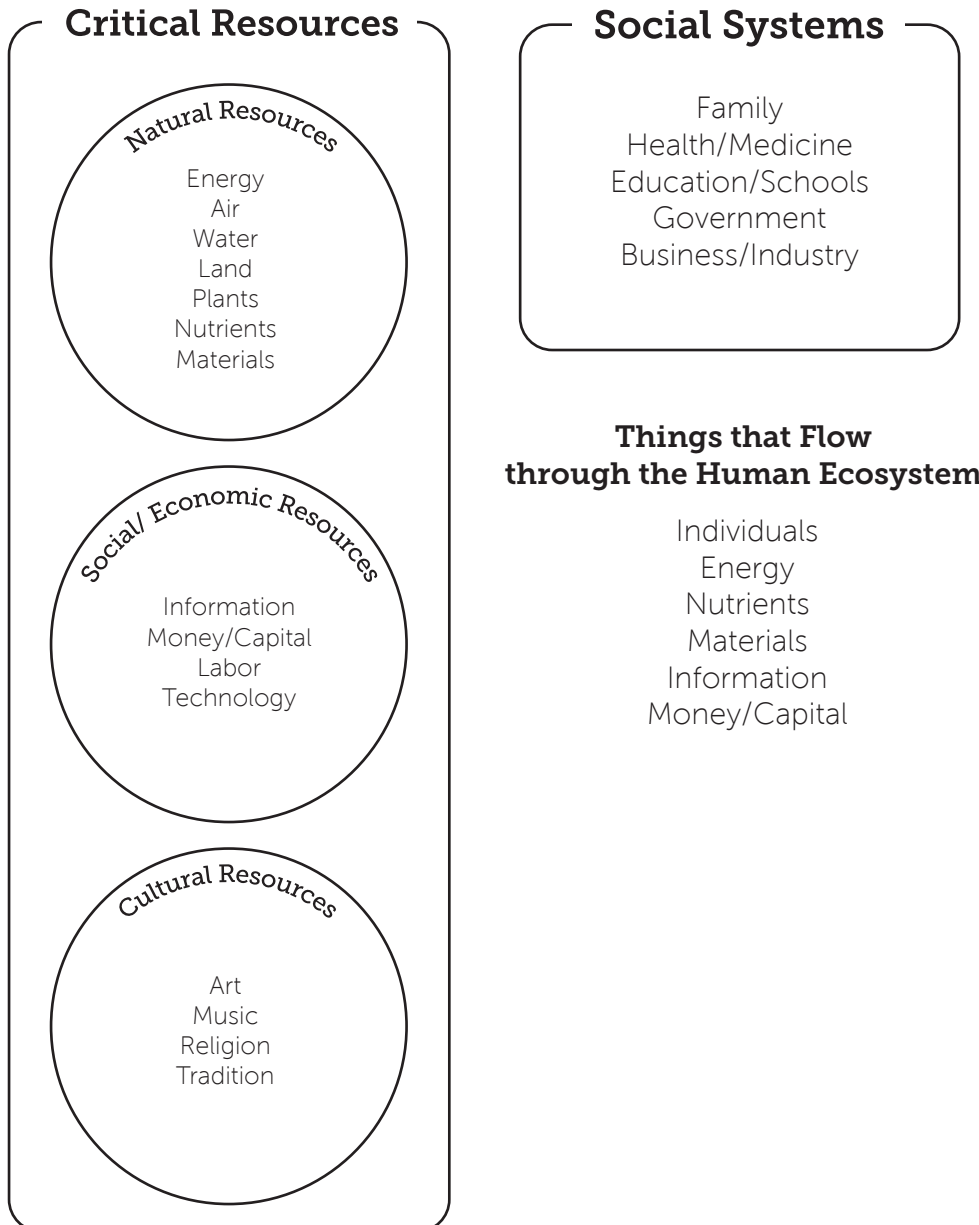 Critical Resources
Natural Resources
Energy
Air
Water
Land
Plants
Nutrients
Materials
Social/ Economic Resources
Information
Money/Capital
Labor
Technology
Cultural Resources
Art
Music
Religion
Tradition
Social Systems
Family
Health/Medicine
Education/Schools
Government
Business/Industry
Things that Flow
through the Human Ecosystem
Individuals
Energy
Nutrients
Materials
Information
Money/Capital